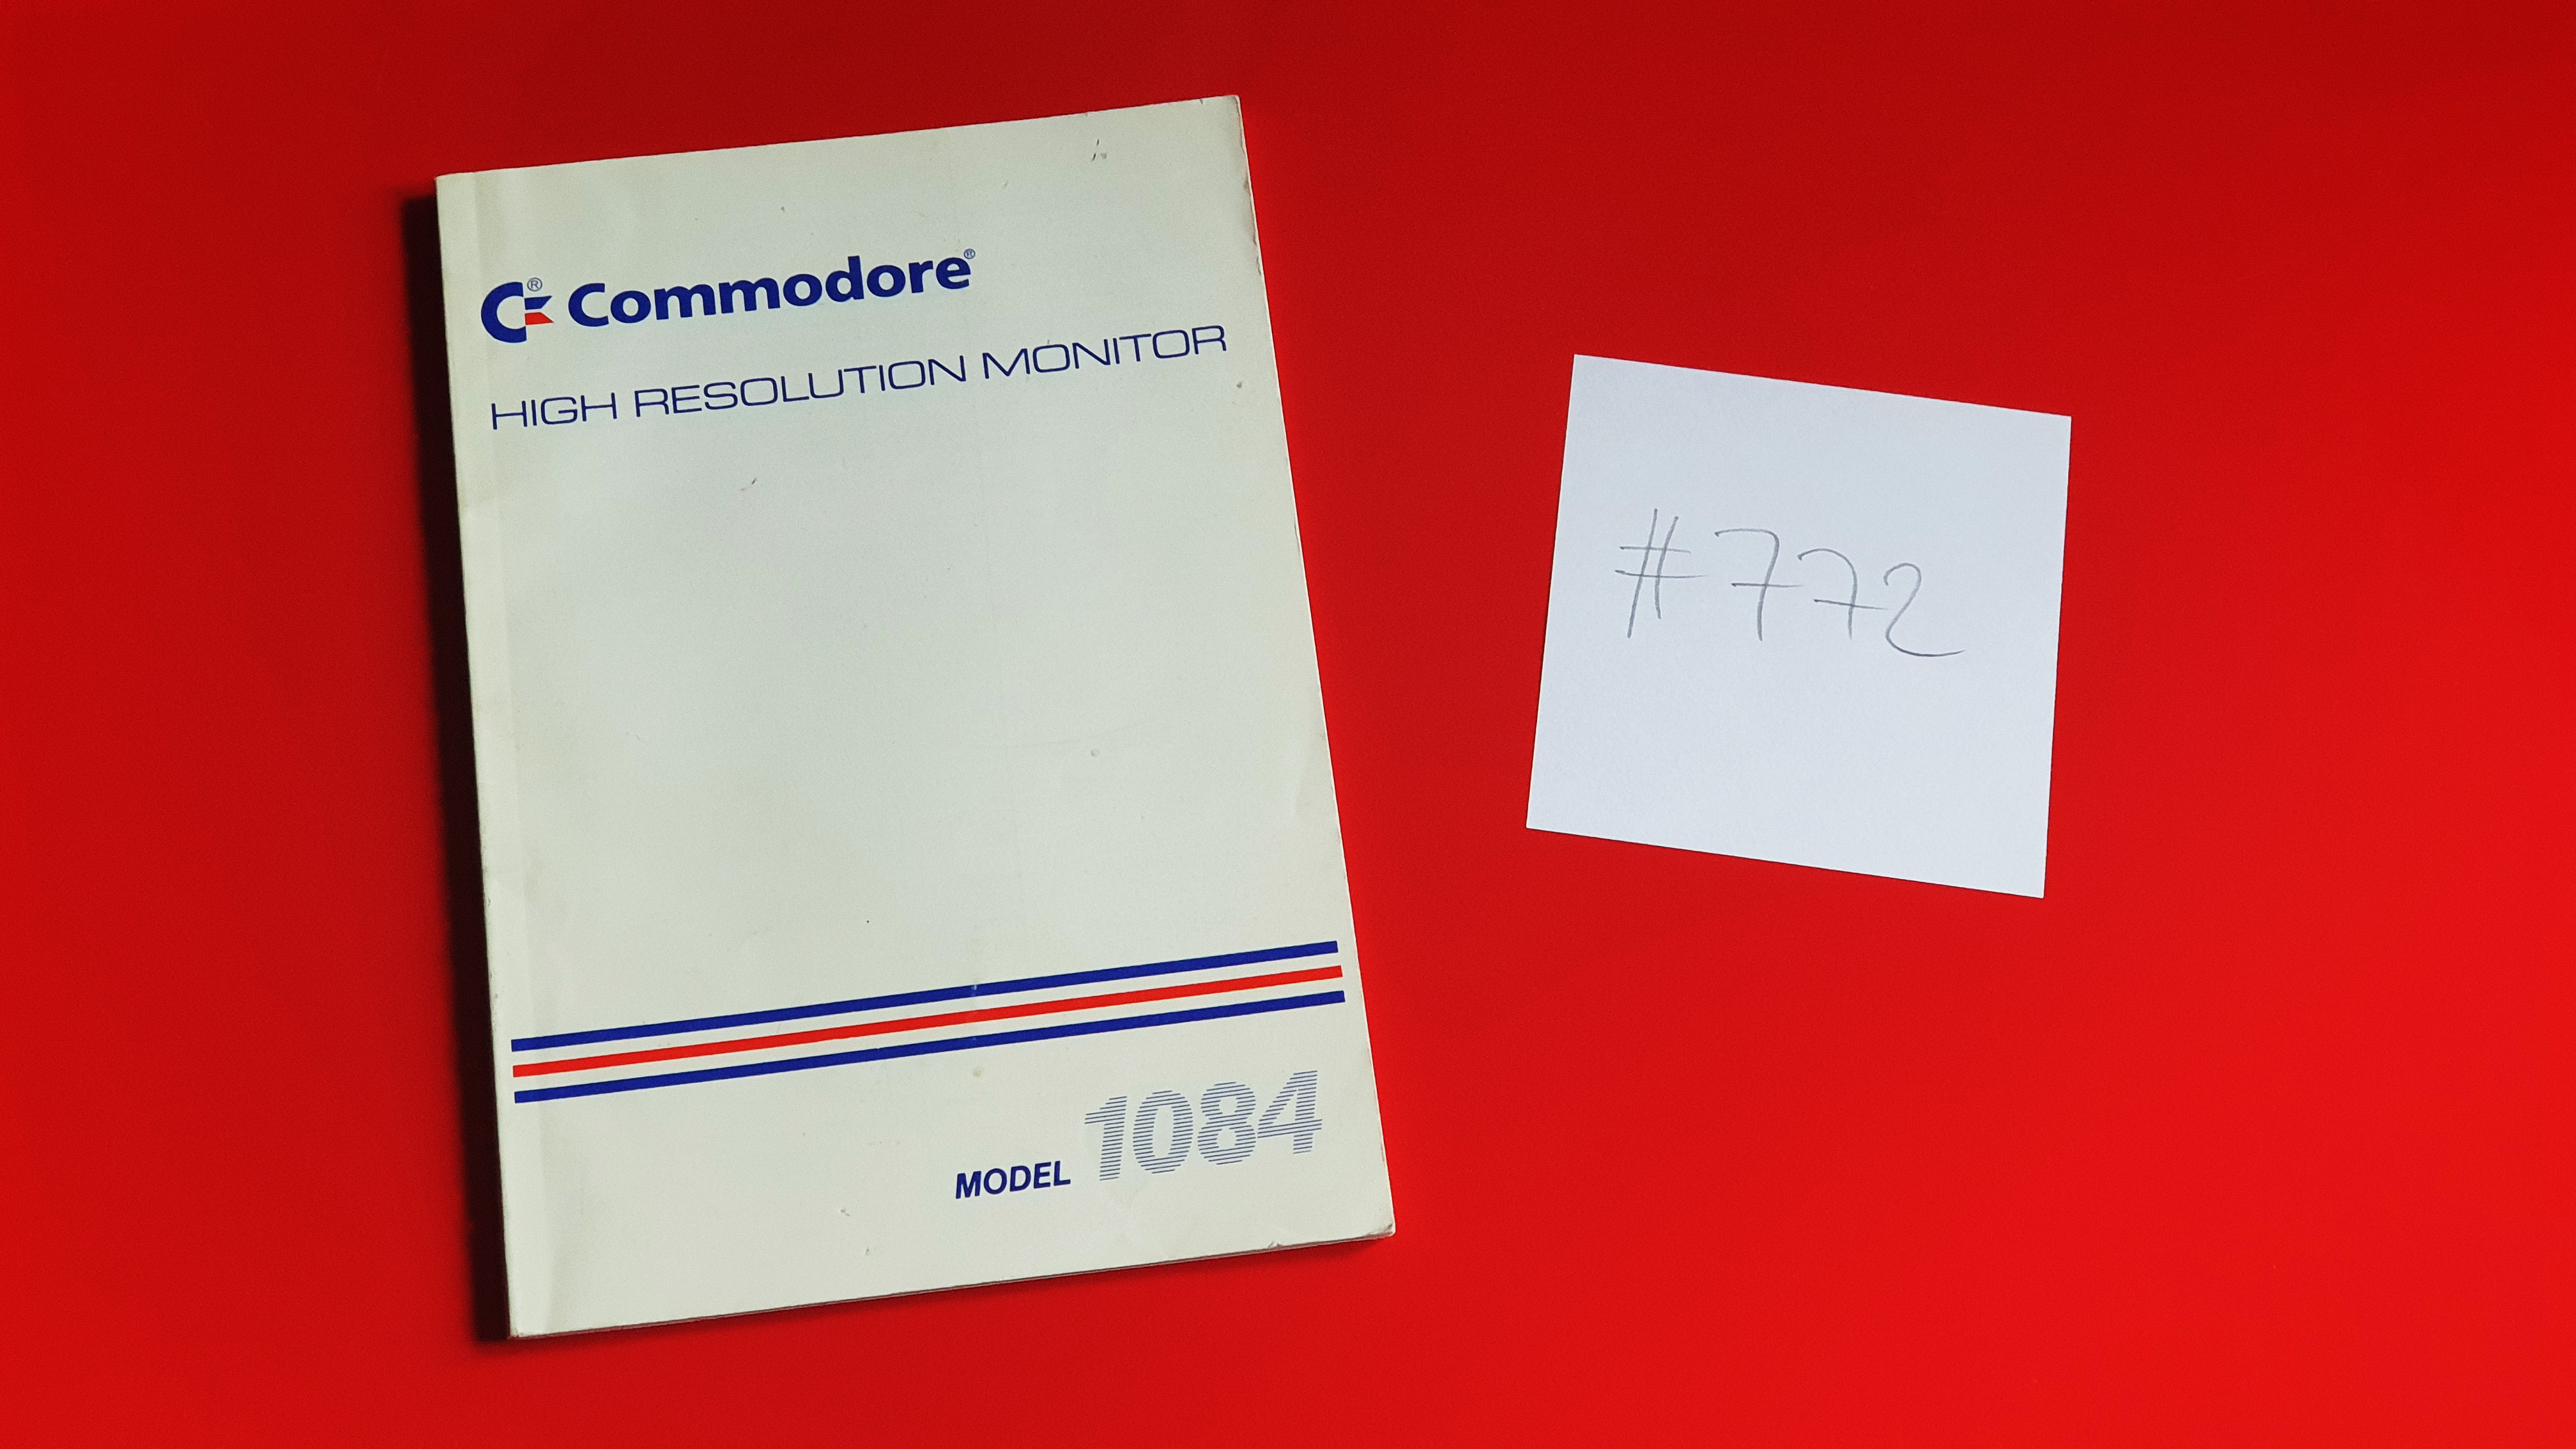 Commodore®
HIGH RESOLUTION MONITOR
MODEL 1084
#772